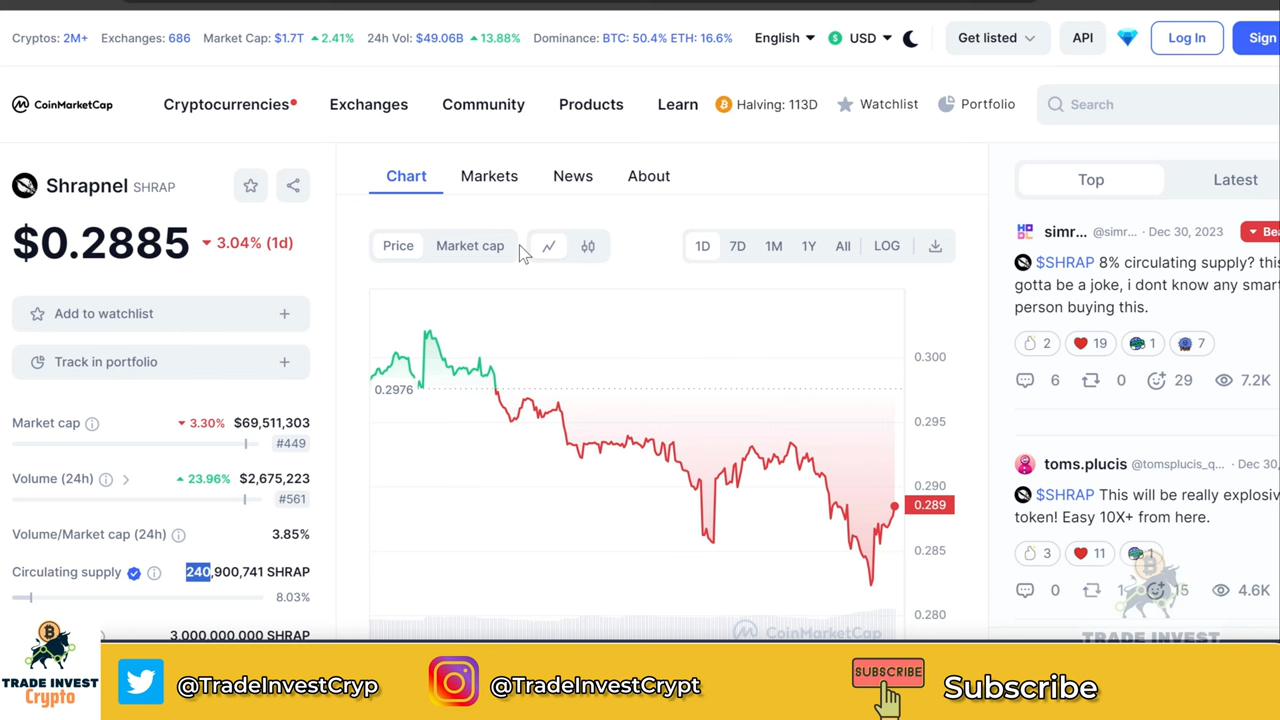 Cryptos: 2M+ Exchanges: 686 Market Cap: $1.7T 2.41% 24h Vol: $49.06B 13.88% Dominance: BTC: 50.4% ETH: 16.6% English USD Get listed API Log In Sign
CoinMarketCap Cryptocurrencies Exchanges Community Products Learn Halving: 113D Watchlist Portfolio Search
Shrapnel SHRAP
$0.2885 3.04% (1d)
Add to watchlist +
Track in portfolio +
Market cap 3.30% $69,511,303
#449
Volume (24h) 23.96% $2,675,223
#561
Volume/Market cap (24h) 3.85%
Circulating supply 240,900,741 SHRAP
8.03%
3,000,000,000 SHRAP
Chart Markets News About
Price Market cap 1D 7D 1M 1Y All LOG
0.300
0.2976
0.295
0.290
0.289
0.285
0.280
CoinMarketCap
Top Latest
simr... @simr... · Dec 30, 2023
$SHRAP 8% circulating supply? this
gotta be a joke, i dont know any smart
person buying this.
2 19 1 7
6 0 29 7.2K
toms.plucis @tomsplucis_q... · Dec 30,
$SHRAP This will be really explosiv
token! Easy 10X+ from here.
3 11 1
0 15 4.6K
TRADE INVEST
TRADE INVEST
Crypto
@TradeInvestCryp @TradeInvestCrypt SUBSCRIBE Subscribe